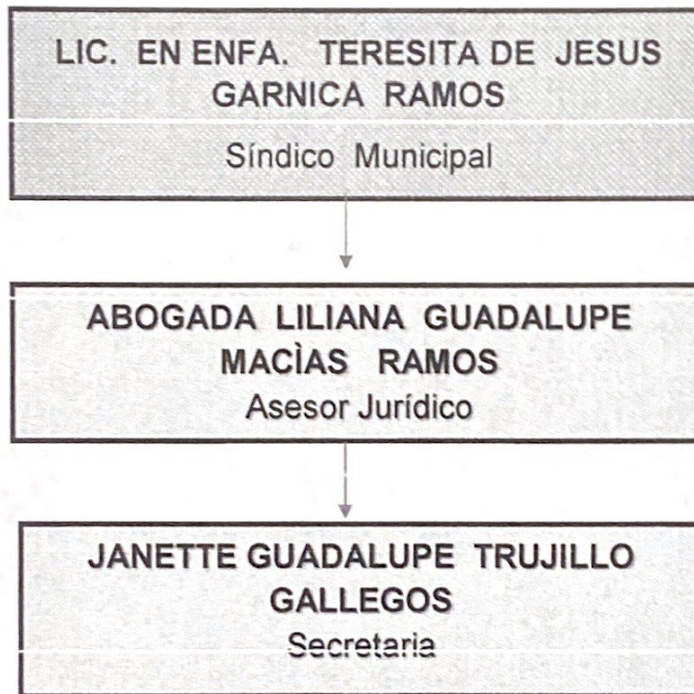 LIC. EN ENFA. TERESITA DE JESUS
GARNICA RAMOS
Síndico Municipal
ABOGADA LILIANA GUADALUPE
MACÌAS RAMOS
Asesor Jurídico
JANETTE GUADALUPE TRUJILLO
GALLEGOS
Secretaria